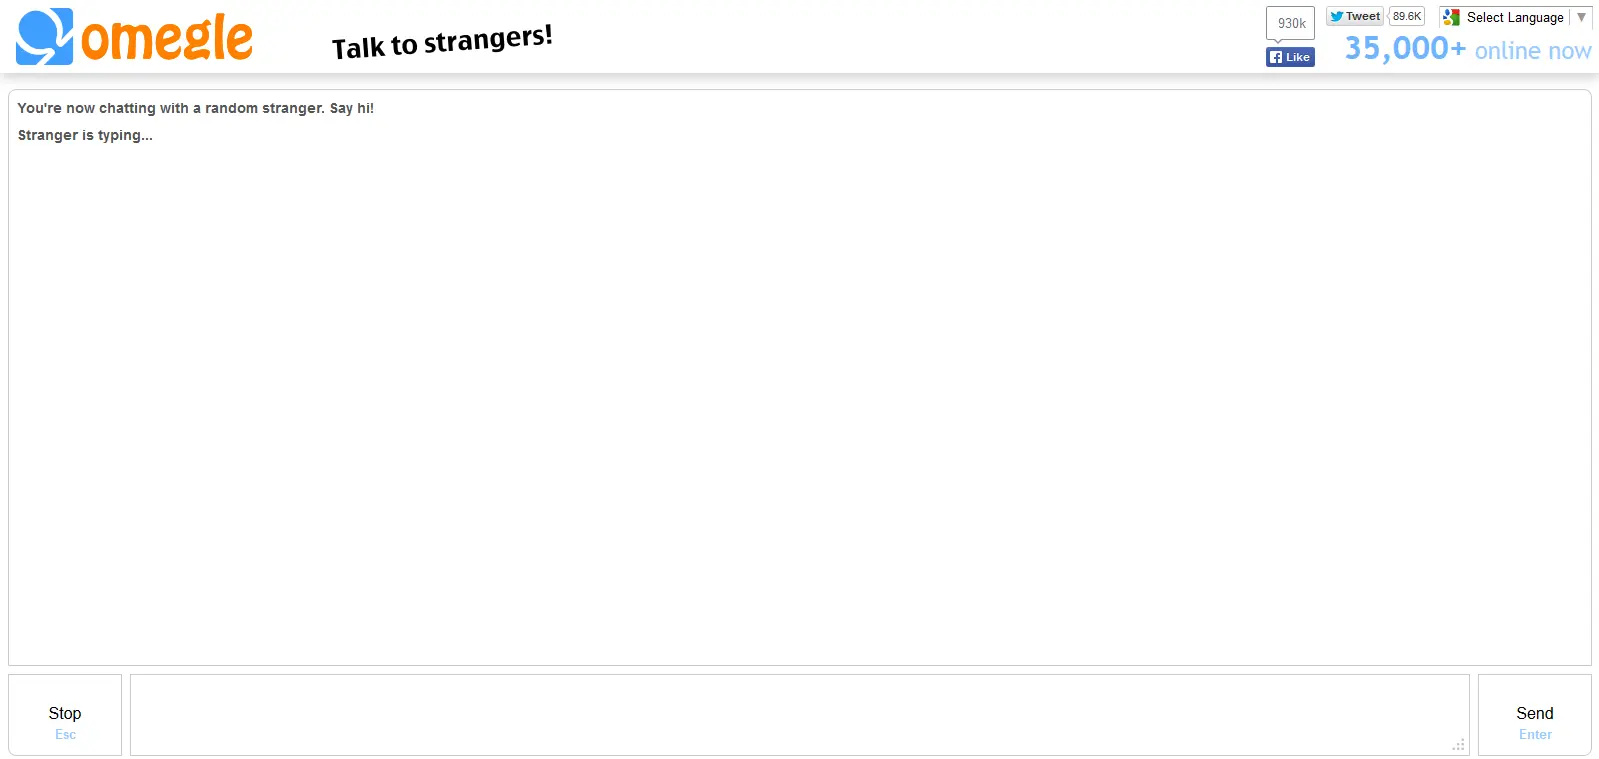 omegle
Talk to strangers!
930k
Like
Tweet
89.6K
Select Language
35,000+ online now
You're now chatting with a random stranger. Say hi!
Stranger is typing...
Stop
Esc
Send
Enter